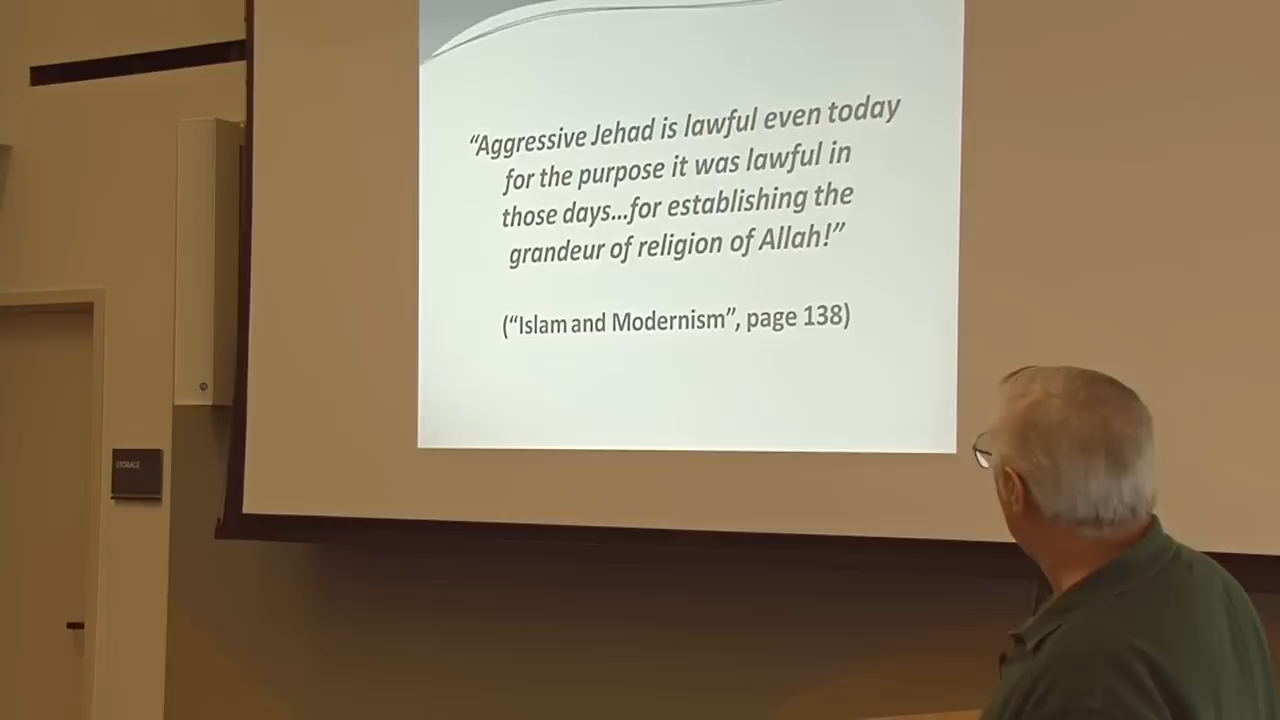 “Aggressive Jehad is lawful even today
for the purpose it was lawful in
those days...for establishing the
grandeur of religion of Allah!”
(“Islam and Modernism”, page 138)
STORAGE